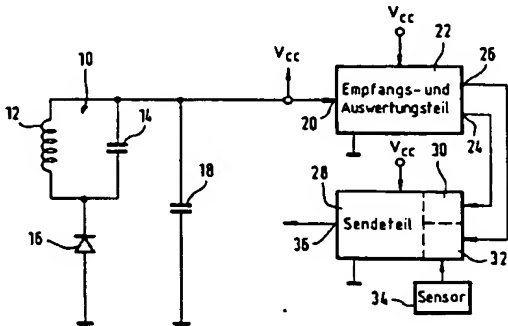 10
12
14
16
18
Vcc
Vcc
20
22
Empfangs- und
Auswertungsteil
26
24
Vcc
30
28
Sendeteil
36
32
34
Sensor